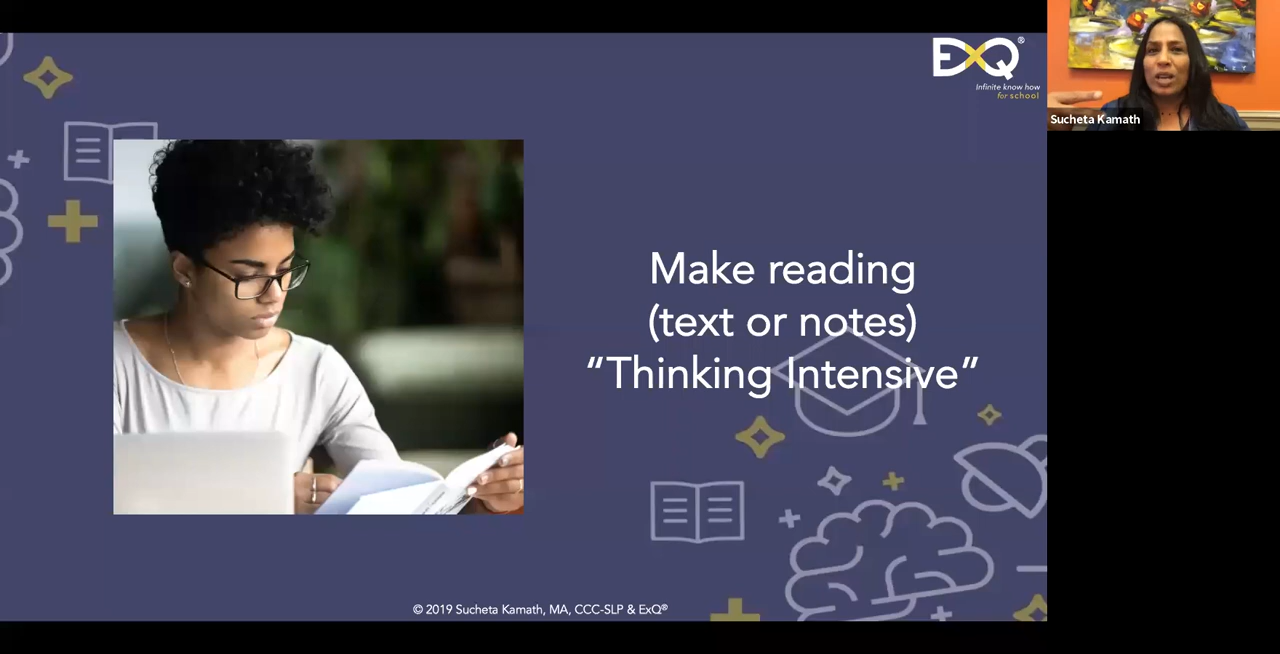 EXQ®
Infinite know how
for school
Sucheta Kamath
Make reading
(text or notes)
“Thinking Intensive”
© 2019 Sucheta Kamath, MA, CCC-SLP & ExQ®